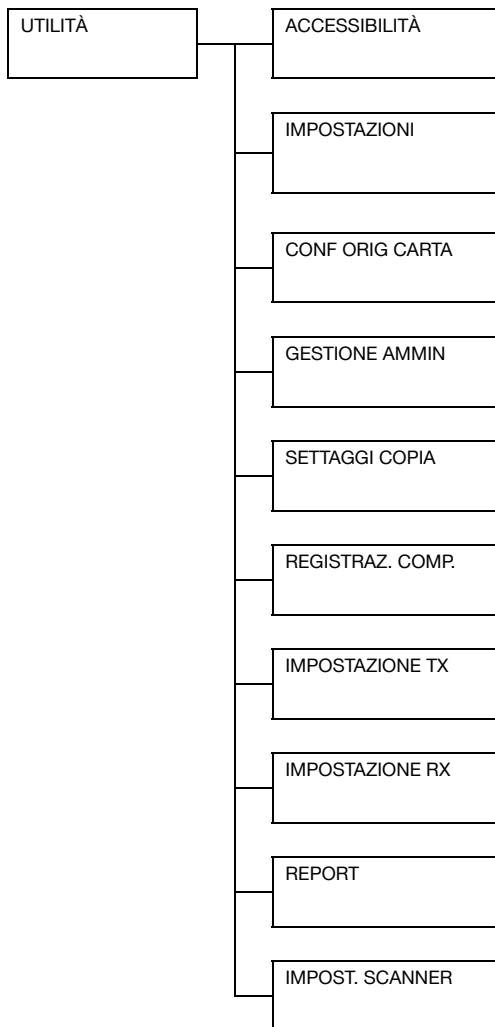 UTILITÀ
ACCESSIBILITÀ
IMPOSTAZIONI
CONF ORIG CARTA
GESTIONE AMMIN
SETTAGGI COPIA
REGISTRAZ. COMP.
IMPOSTAZIONE TX
IMPOSTAZIONE RX
REPORT
IMPOST. SCANNER